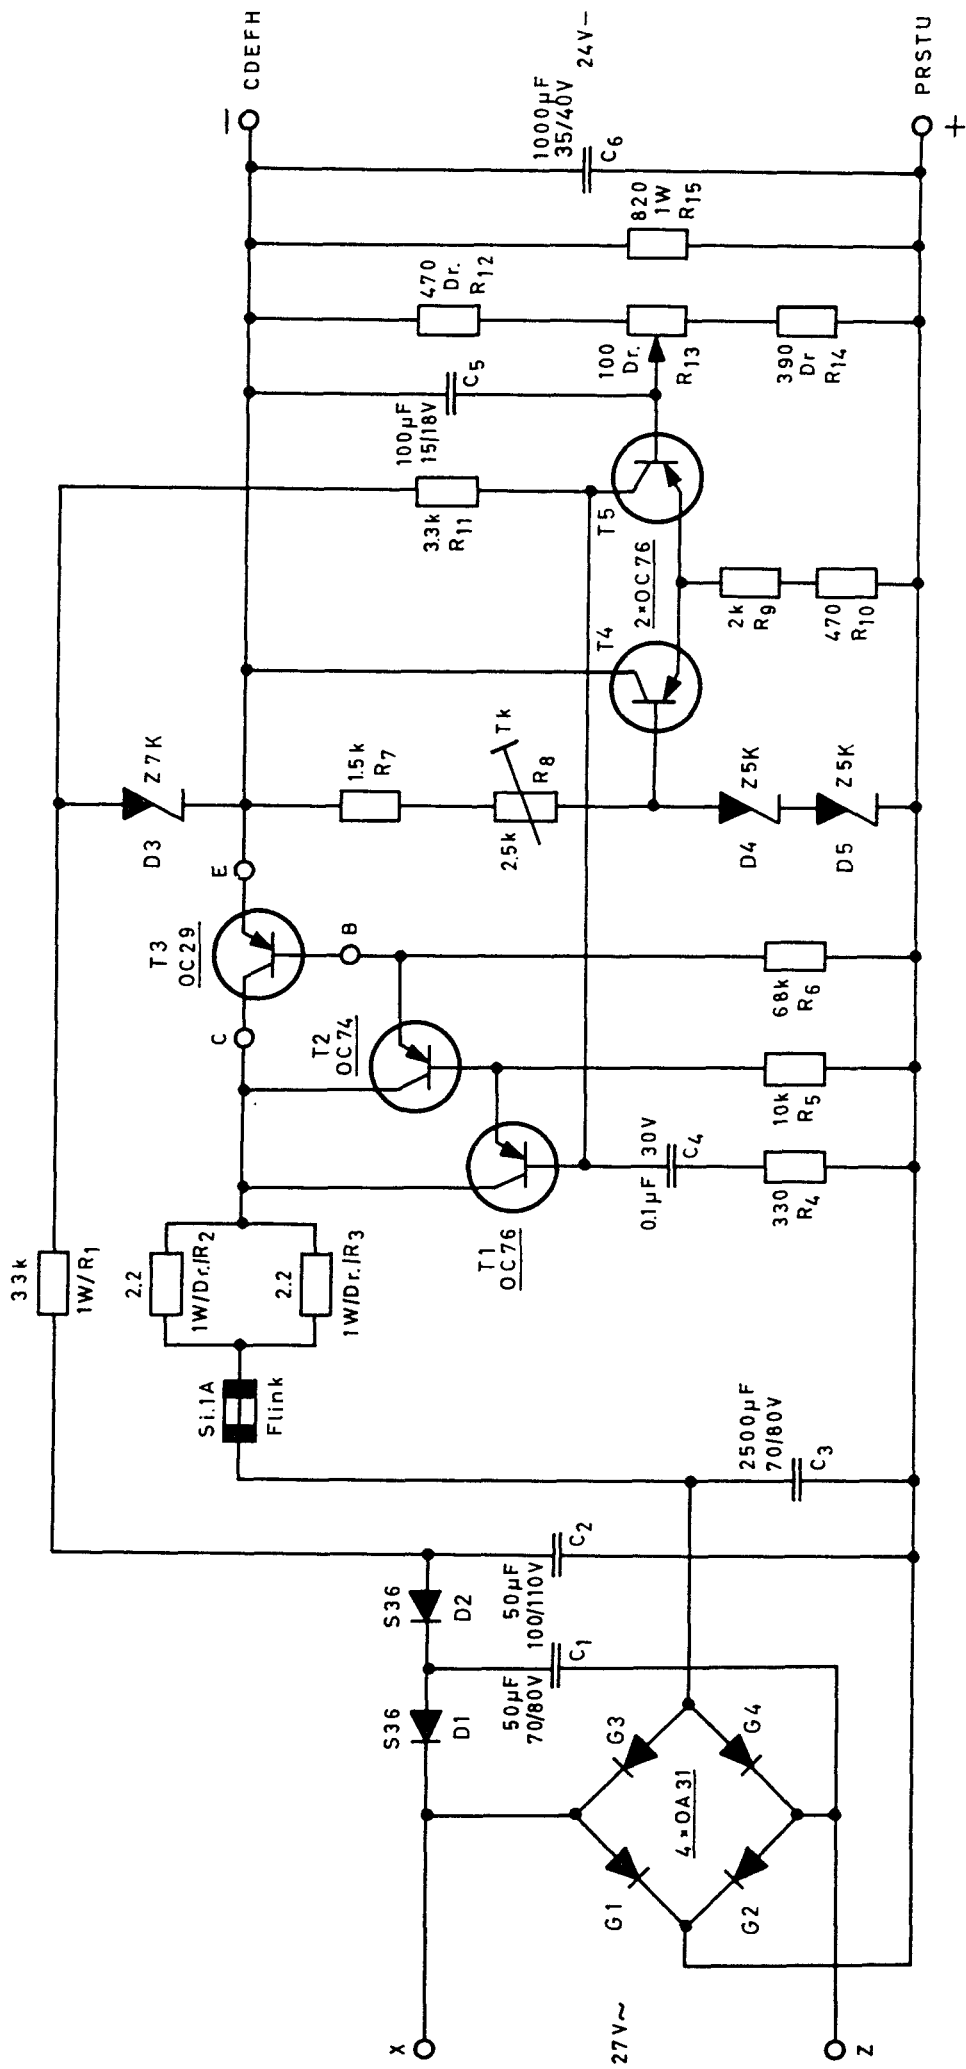 X
27V~
Z
S36
D1
S36
D2
50µF
70/80V
C1
50µF
100/110V
C2
G1
G2
G3
G4
4×OA31
2500µF
70/80V
C3
Si.1A
Flink
2.2
1W/Dr./R2
2.2
1W/Dr./R3
3.3k
1W/R1
T1
OC76
T2
OC74
T3
OC29
C
B
E
0.1µF 30V
C4
330
R4
10k
R5
68k
R6
D3
Z7K
1.5k
R7
2.5k
R8
Tk
D4
Z5K
D5
Z5K
T4
2×OC76
T5
2k
R9
470
R10
3.3k
R11
100µF
15/18V
C5
470
Dr.
R12
100
Dr.
R13
390
Dr
R14
820
1W
R15
1000µF
35/40V
C6
24V–
–
CDEFH
PRSTU
+